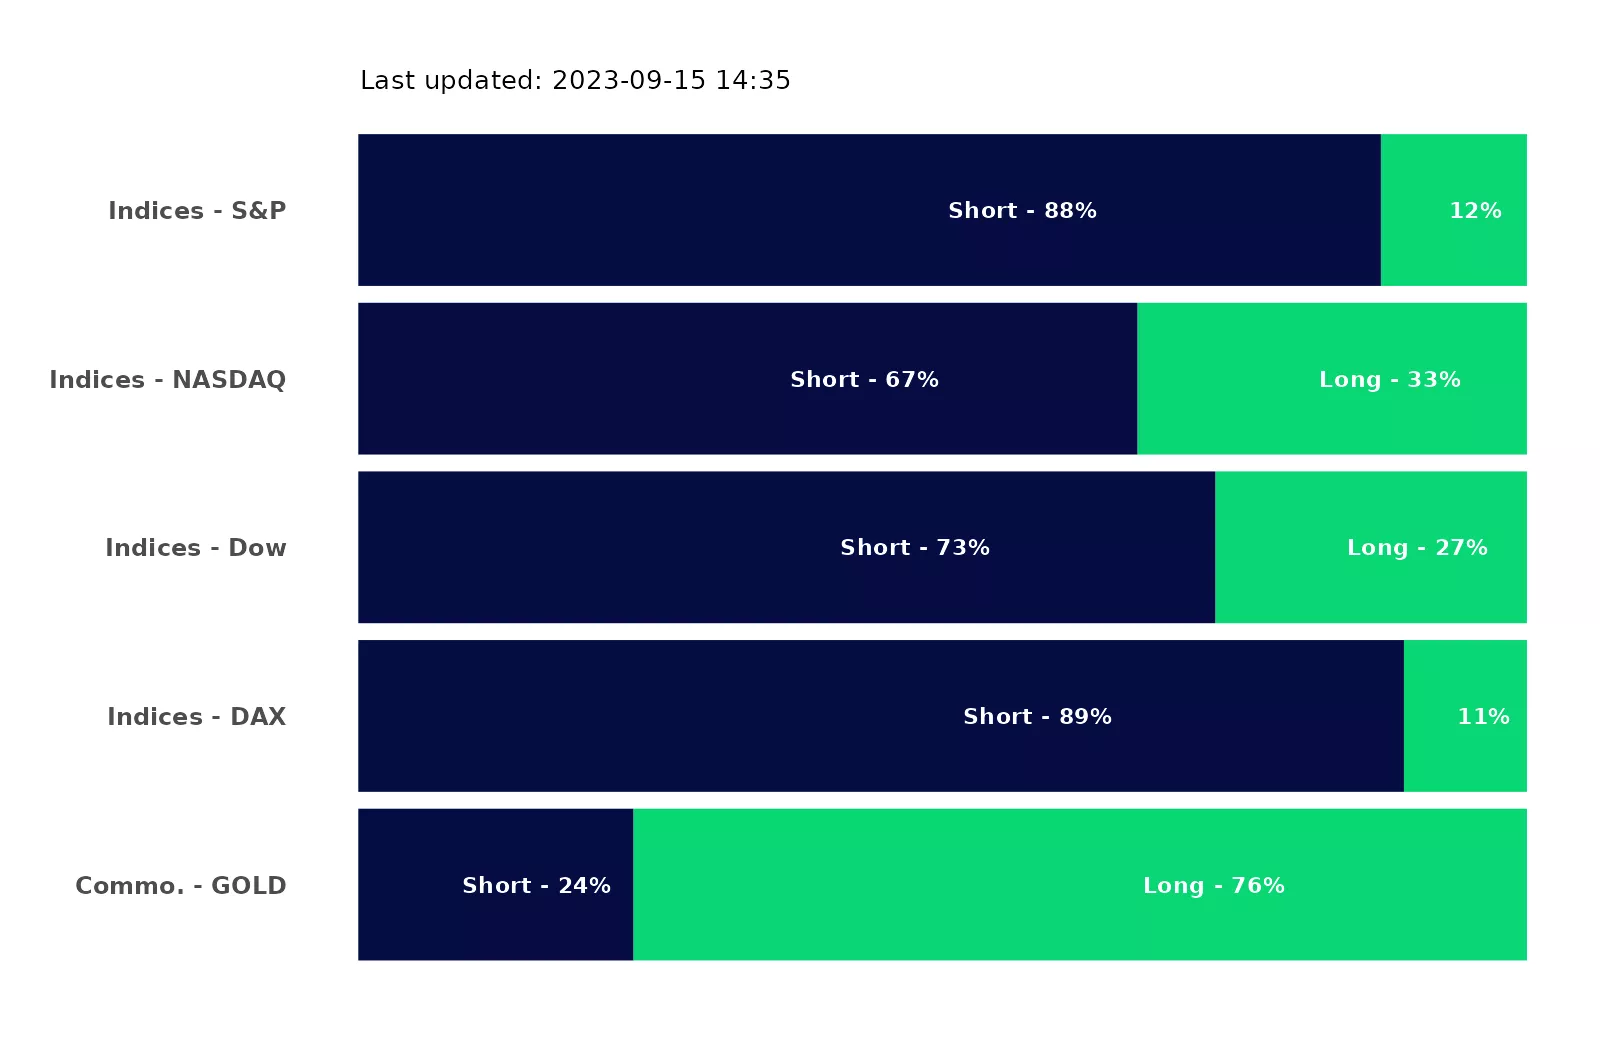 Last updated: 2023-09-15 14:35
Indices - S&P
Short - 88%
12%
Indices - NASDAQ
Short - 67%
Long - 33%
Indices - Dow
Short - 73%
Long - 27%
Indices - DAX
Short - 89%
11%
Commo. - GOLD
Short - 24%
Long - 76%